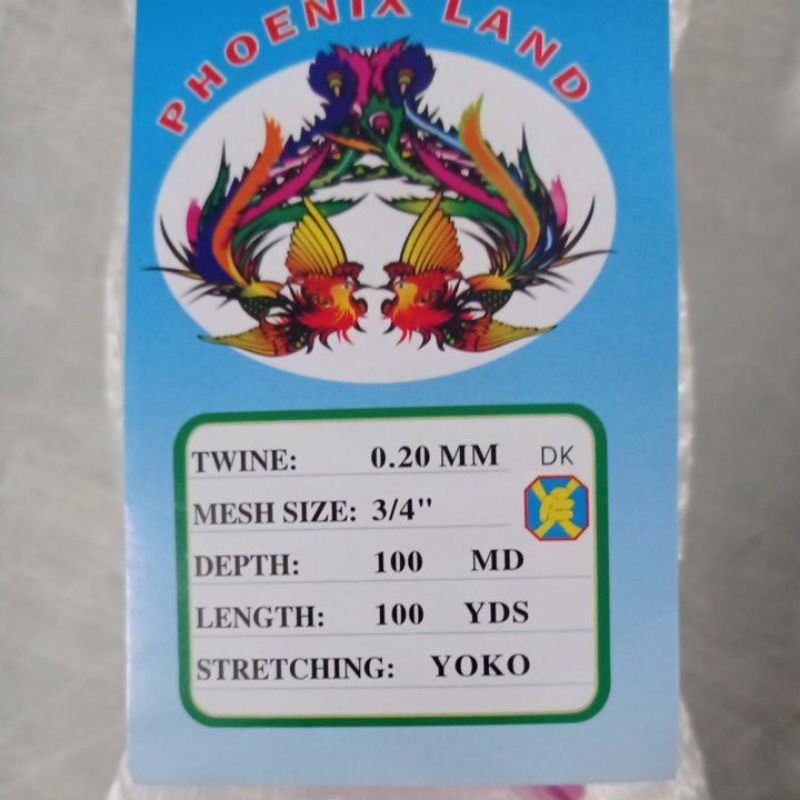 PHOENIX LAND
TWINE: 0.20 MM DK
MESH SIZE: 3/4"
DEPTH: 100 MD
LENGTH: 100 YDS
STRETCHING: YOKO